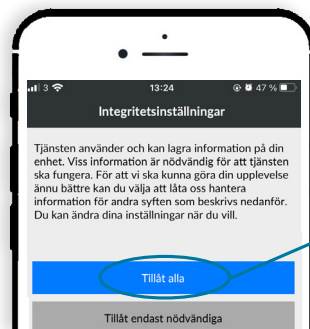 3 13:24 47 %
Integritetsinställningar
Tjänsten använder och kan lagra information på din
enhet. Viss information är nödvändig för att tjänsten
ska fungera. För att vi ska kunna göra din upplevelse
ännu bättre kan du välja att låta oss hantera
information för andra syften som beskrivs nedanför.
Du kan ändra dina inställningar när du vill.
Tillåt alla
Tillåt endast nödvändiga